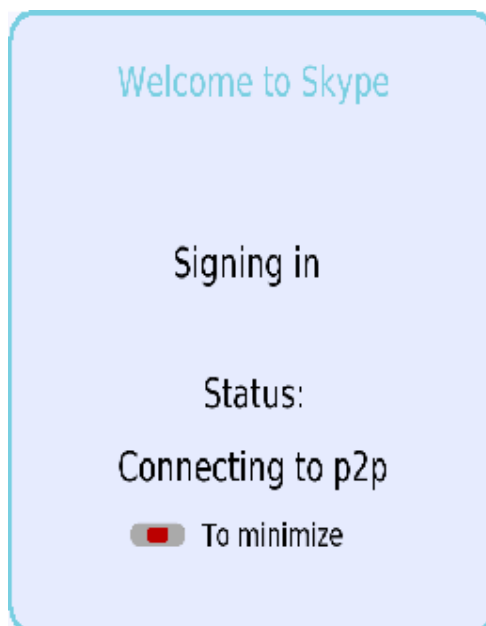 Welcome to Skype
Signing in
Status:
Connecting to p2p
To minimize